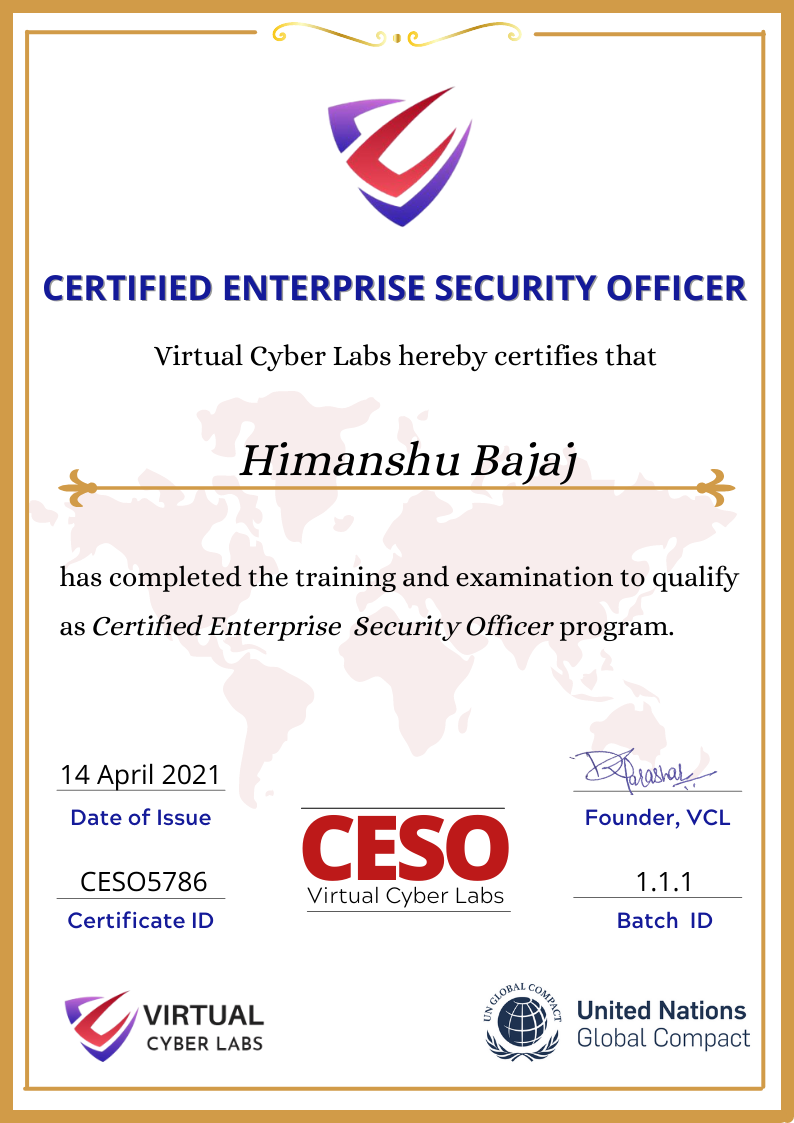 CERTIFIED ENTERPRISE SECURITY OFFICER
Virtual Cyber Labs hereby certifies that
Himanshu Bajaj
has completed the training and examination to qualify
as Certified Enterprise Security Officer program.
14 April 2021
Date of Issue
Parashar
Founder, VCL
CESO5786
Certificate ID
CESO
Virtual Cyber Labs
1.1.1
Batch ID
VIRTUAL
CYBER LABS
UN GLOBAL COMPACT
United Nations
Global Compact